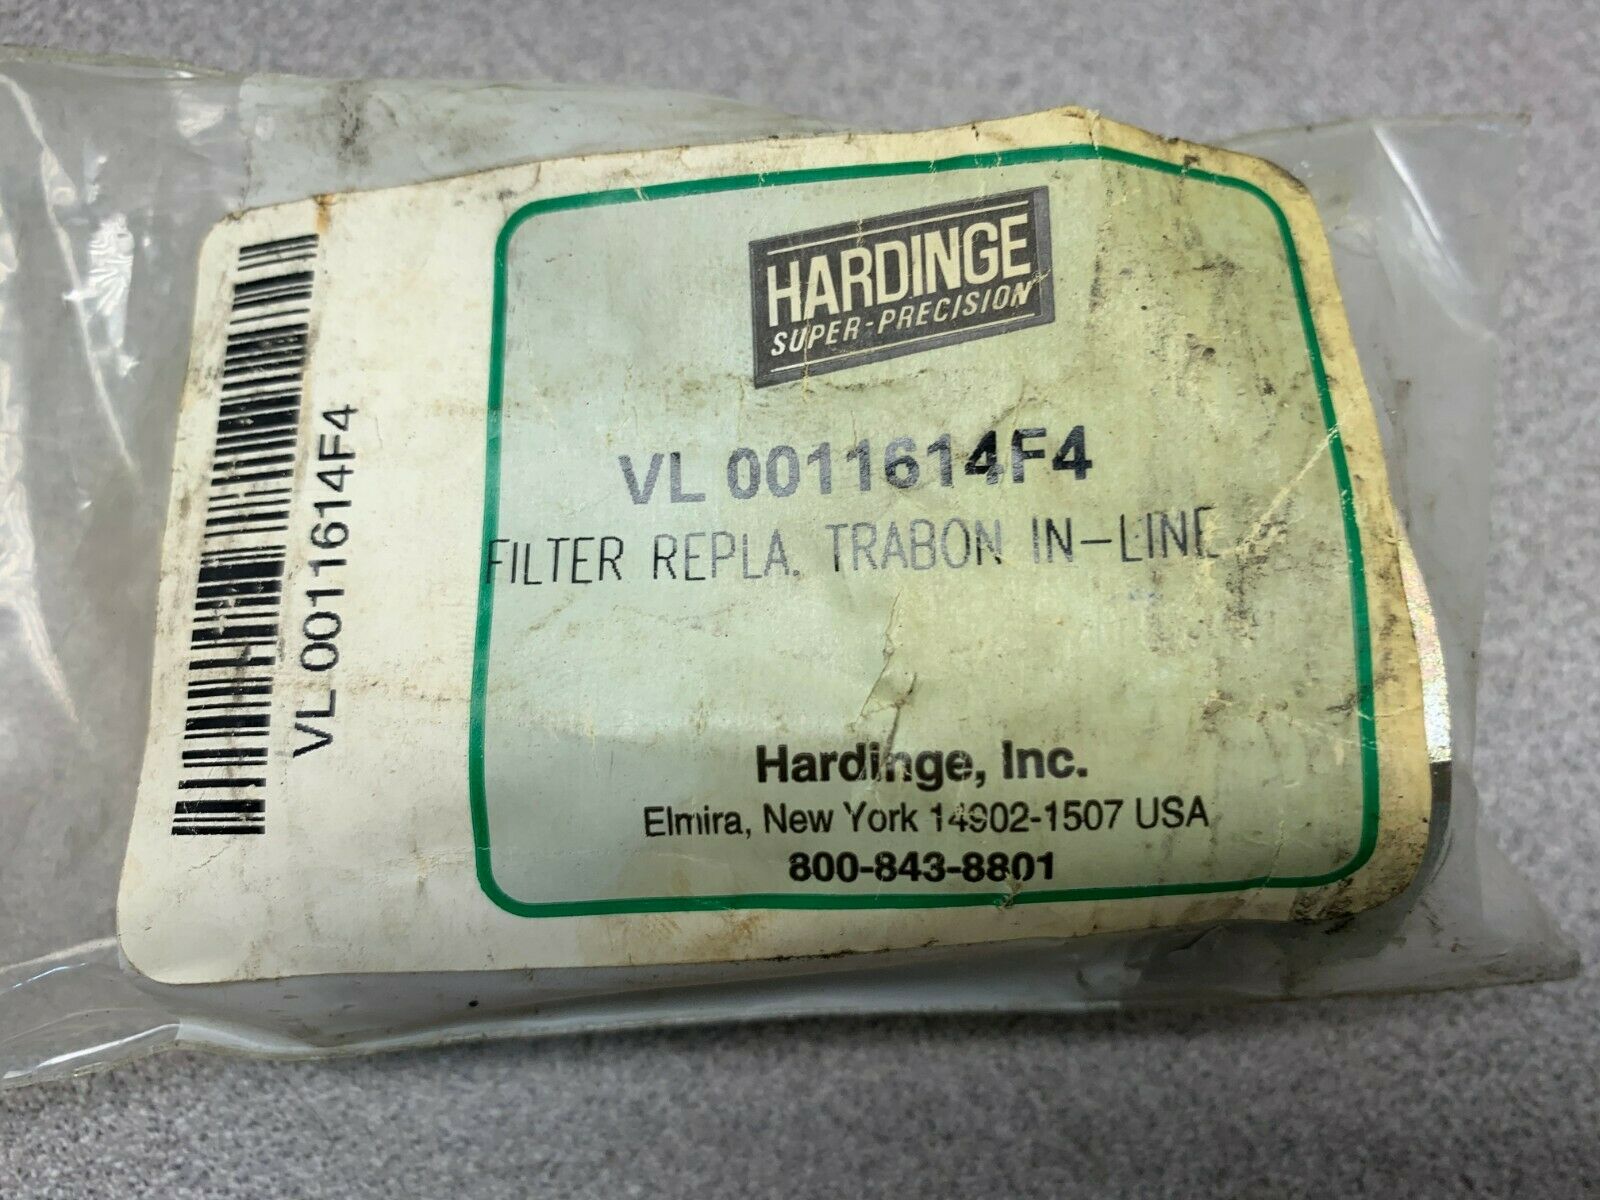 VL 0011614F4
HARDINGE
SUPER-PRECISION
VL 0011614F4
FILTER REPLA. TRABON IN-LINE
Hardinge, Inc.
Elmira, New York 14902-1507 USA
800-843-8801